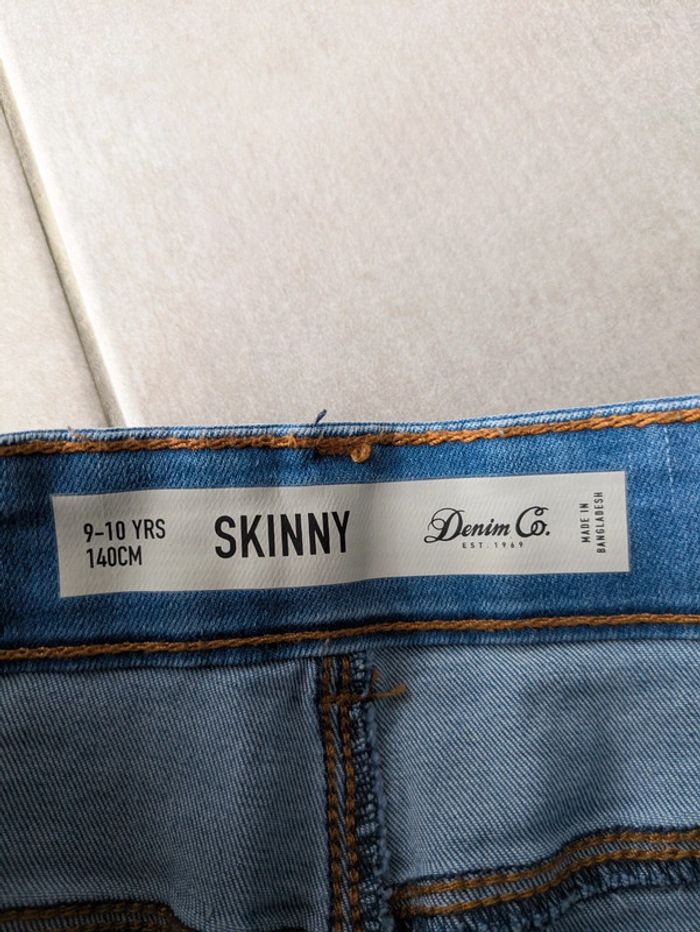 9-10 YRS
140CM
SKINNY
Denim Co.
EST. 1969
MADE IN
BANGLADESH